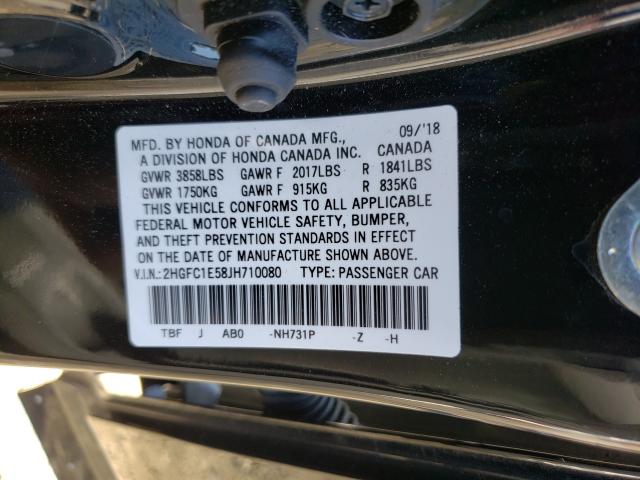 MFD. BY HONDA OF CANADA MFG., 09/'18
A DIVISION OF HONDA CANADA INC. CANADA
GVWR 3858LBS GAWR F 2017LBS R 1841LBS
GVWR 1750KG GAWR F 915KG R 835KG
THIS VEHICLE CONFORMS TO ALL APPLICABLE
FEDERAL MOTOR VEHICLE SAFETY, BUMPER,
AND THEFT PREVENTION STANDARDS IN EFFECT
ON THE DATE OF MANUFACTURE SHOWN ABOVE.
V.I.N.: 2HGFC1E58JH710080 TYPE: PASSENGER CAR
TBF J AB0 -NH731P -Z -H